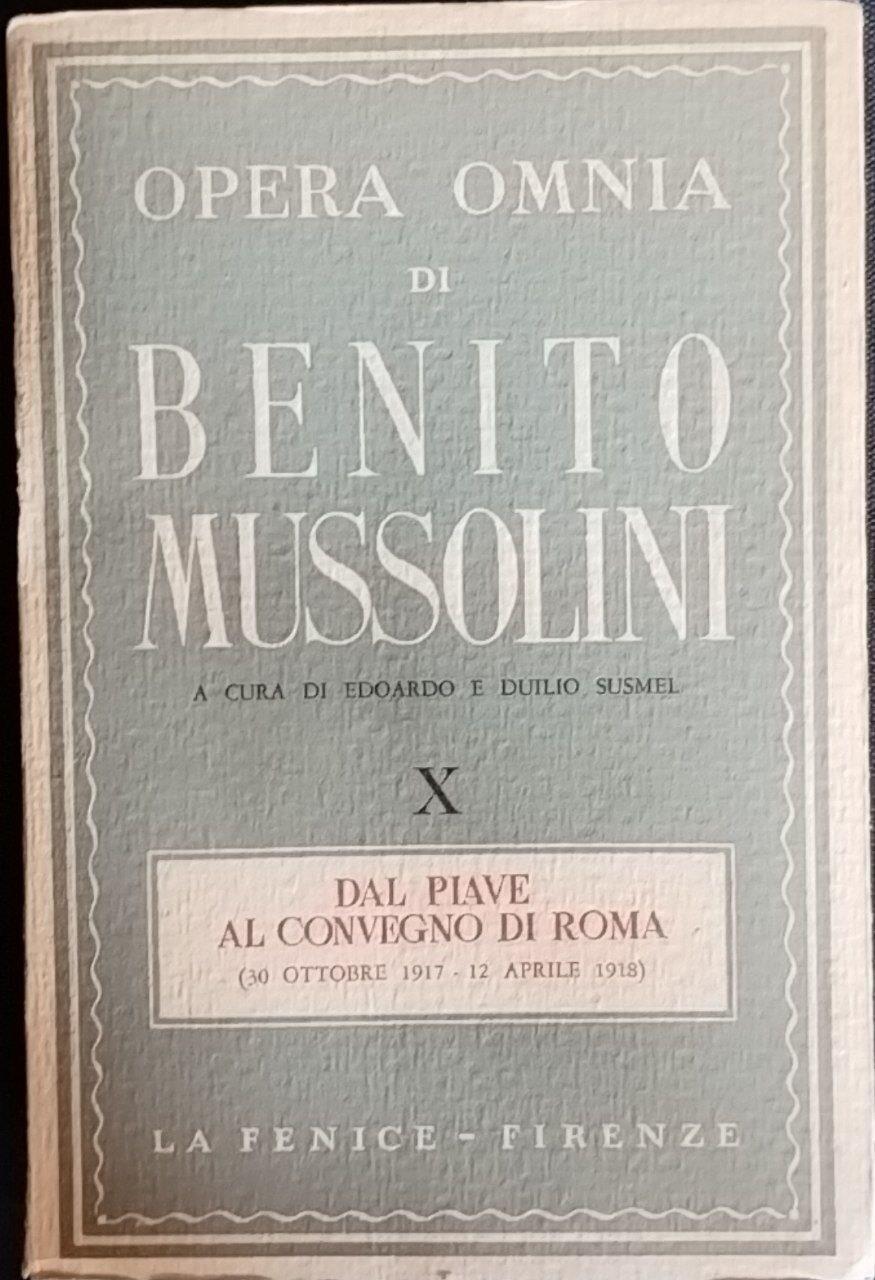 OPERA OMNIA
DI
BENITO
MUSSOLINI
A CURA DI EDOARDO E DUILIO SUSMEL
X
DAL PIAVE
AL CONVEGNO DI ROMA
(30 OTTOBRE 1917 - 12 APRILE 1918)
LA FENICE - FIRENZE